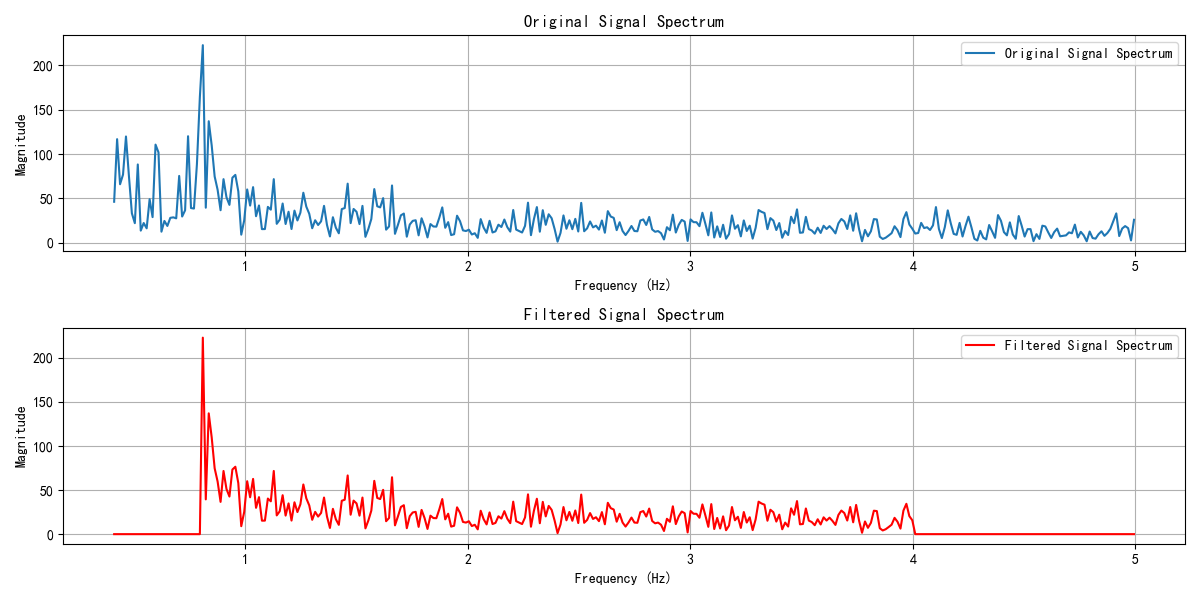 Original Signal Spectrum
Original Signal Spectrum
Magnitude
200
150
100
50
0
1
2
3
4
5
Frequency (Hz)
Filtered Signal Spectrum
Filtered Signal Spectrum
Magnitude
200
150
100
50
0
1
2
3
4
5
Frequency (Hz)